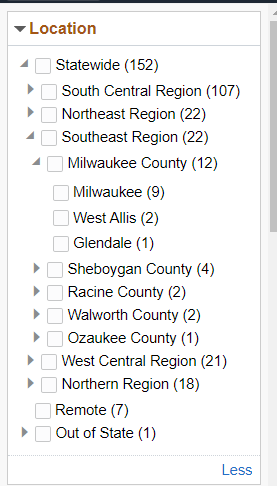 Location
Statewide (152)
South Central Region (107)
Northeast Region (22)
Southeast Region (22)
Milwaukee County (12)
Milwaukee (9)
West Allis (2)
Glendale (1)
Sheboygan County (4)
Racine County (2)
Walworth County (2)
Ozaukee County (1)
West Central Region (21)
Northern Region (18)
Remote (7)
Out of State (1)
Less